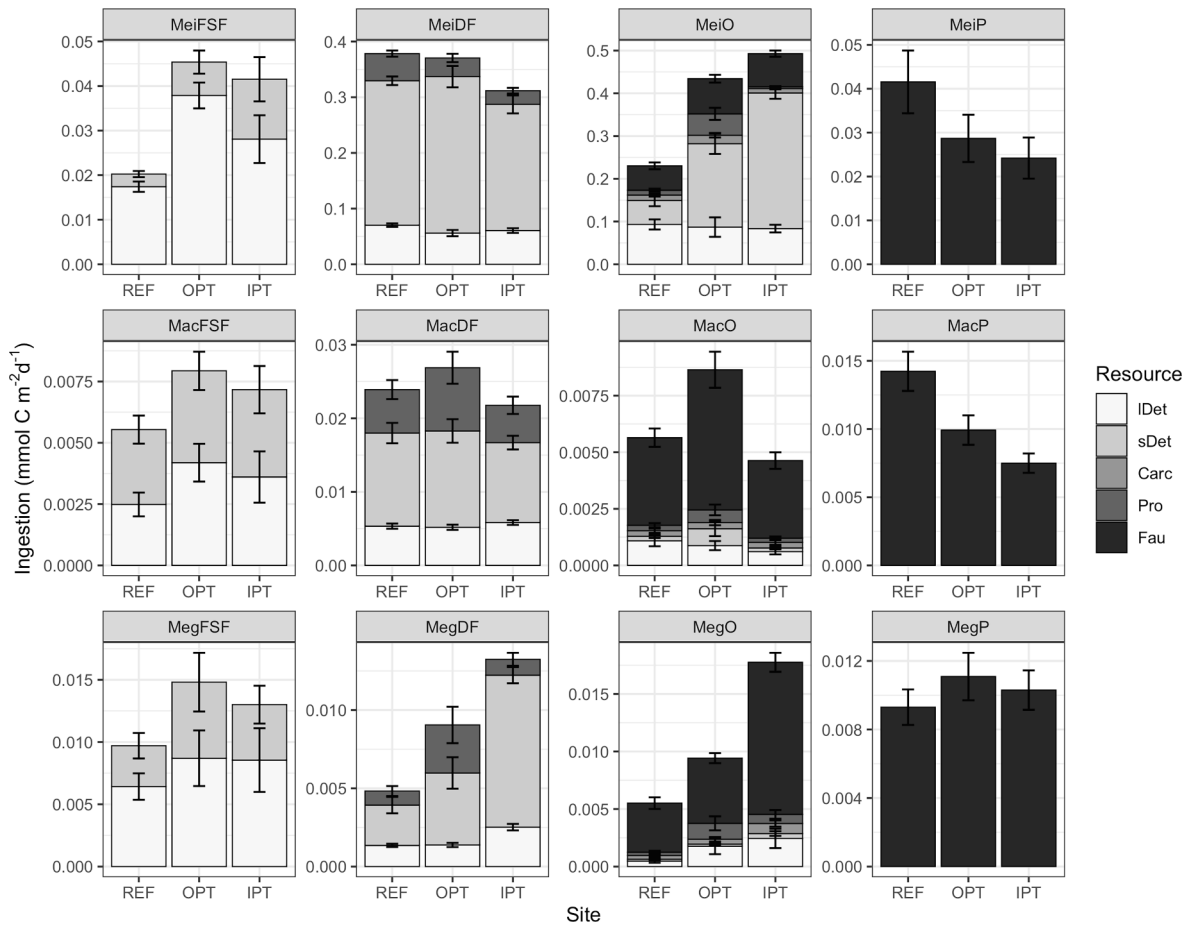 MeiFSF MeiDF MeiO MeiP
0.05 0.04 0.03 0.02 0.01 0.00
0.4 0.3 0.2 0.1 0.0
0.5 0.4 0.3 0.2 0.1 0.0
0.05 0.04 0.03 0.02 0.01 0.00
REF OPT IPT REF OPT IPT REF OPT IPT REF OPT IPT
MacFSF MacDF MacO MacP
0.0075 0.0050 0.0025 0.0000
0.03 0.02 0.01 0.00
0.0075 0.0050 0.0025 0.0000
0.015 0.010 0.005 0.000
REF OPT IPT REF OPT IPT REF OPT IPT REF OPT IPT
MegFSF MegDF MegO MegP
0.015 0.010 0.005 0.000
0.010 0.005 0.000
0.015 0.010 0.005 0.000
0.012 0.008 0.004 0.000
REF OPT IPT REF OPT IPT REF OPT IPT REF OPT IPT
Ingestion (mmol C m⁻²d⁻¹)
Site
Resource
lDet
sDet
Carc
Pro
Fau